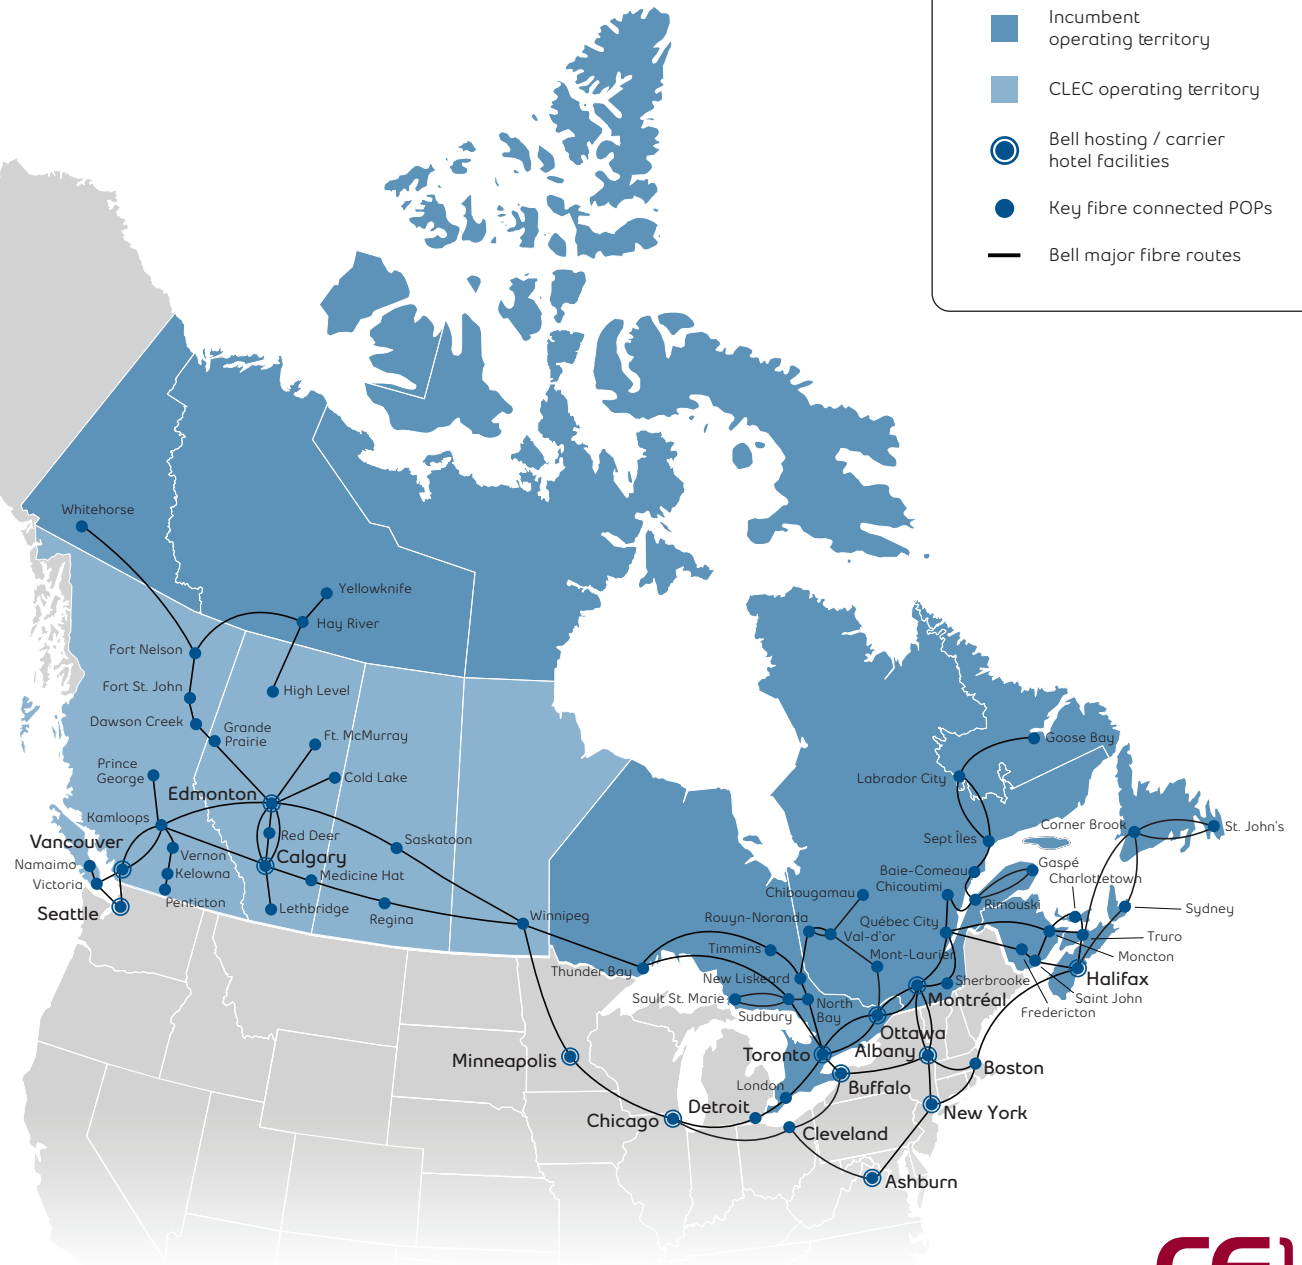 Incumbent
operating territory
CLEC operating territory
Bell hosting / carrier
hotel facilities
Key fibre connected POPs
Bell major fibre routes
Whitehorse
Yellowknife
Hay River
Fort Nelson
High Level
Fort St. John
Dawson Creek
Grande
Prairie
Ft. McMurray
Prince
George
Cold Lake
Edmonton
Kamloops
Red Deer
Saskatoon
Vancouver
Vernon
Calgary
Namaimo
Kelowna
Medicine Hat
Victoria
Penticton
Lethbridge
Regina
Seattle
Winnipeg
Goose Bay
Labrador City
Corner Brook
St. John's
Sept Îles
Gaspé
Baie-Comeau
Charlottetown
Chicoutimi
Chibougamau
Rimouski
Sydney
Rouyn-Noranda
Québec City
Val-d'or
Truro
Timmins
Mont-Laurier
Moncton
Thunder Bay
New Liskeard
Sherbrooke
Halifax
Sault St. Marie
North
Bay
Montréal
Saint John
Sudbury
Fredericton
Ottawa
Toronto
Albany
Minneapolis
Boston
London
Buffalo
Detroit
New York
Chicago
Cleveland
Ashburn